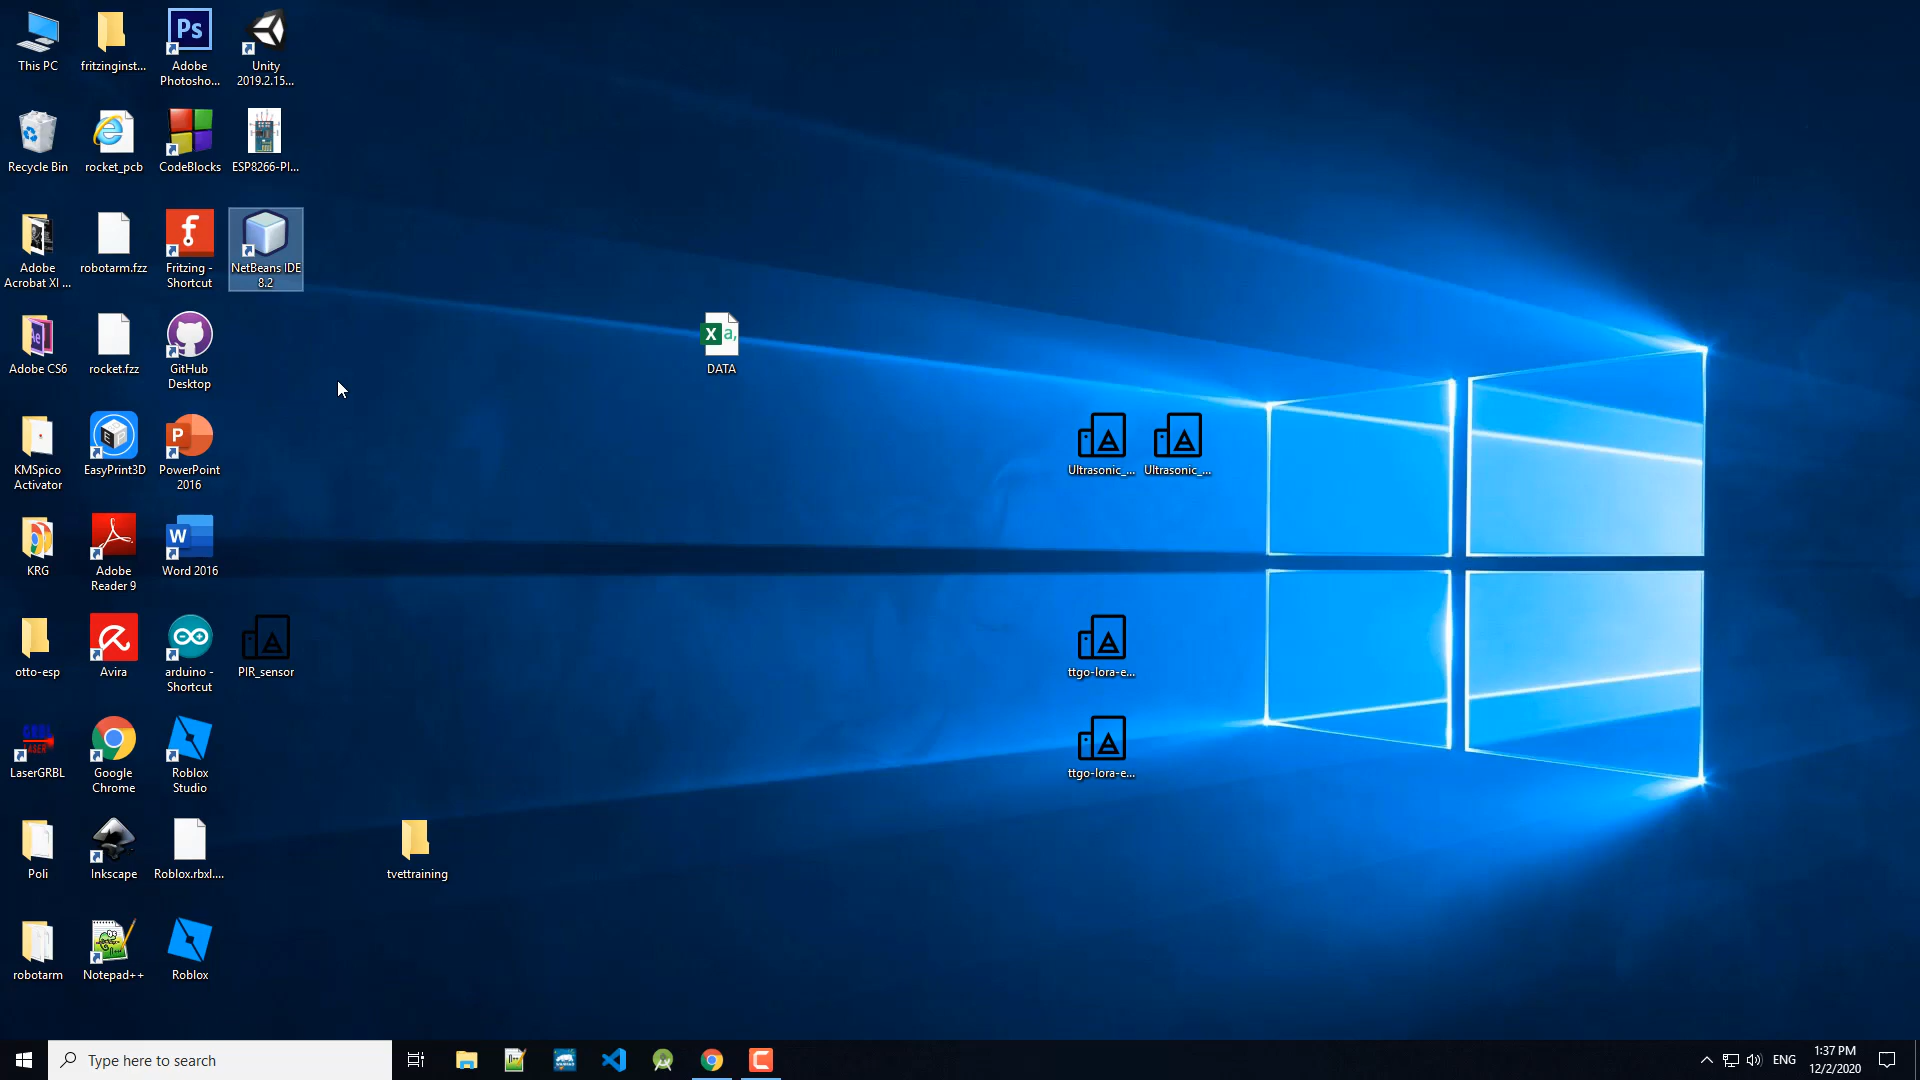 This PC
fritzinginst...
Adobe
Photosho...
Unity
2019.2.15...
Recycle Bin
rocket_pcb
CodeBlocks
ESP8266-PI...
Adobe
Acrobat XI ...
robotarm.fzz
Fritzing -
Shortcut
NetBeans IDE
8.2
Adobe CS6
rocket.fzz
GitHub
Desktop
DATA
KMSpico
Activator
EasyPrint3D
PowerPoint
2016
Ultrasonic_...
Ultrasonic_...
KRG
Adobe
Reader 9
Word 2016
otto-esp
Avira
arduino -
Shortcut
PIR_sensor
ttgo-lora-e...
LaserGRBL
Google
Chrome
Roblox
Studio
ttgo-lora-e...
Poli
Inkscape
Roblox.rbxl....
tvettraining
robotarm
Notepad++
Roblox
Type here to search
ENG
1:37 PM
12/2/2020